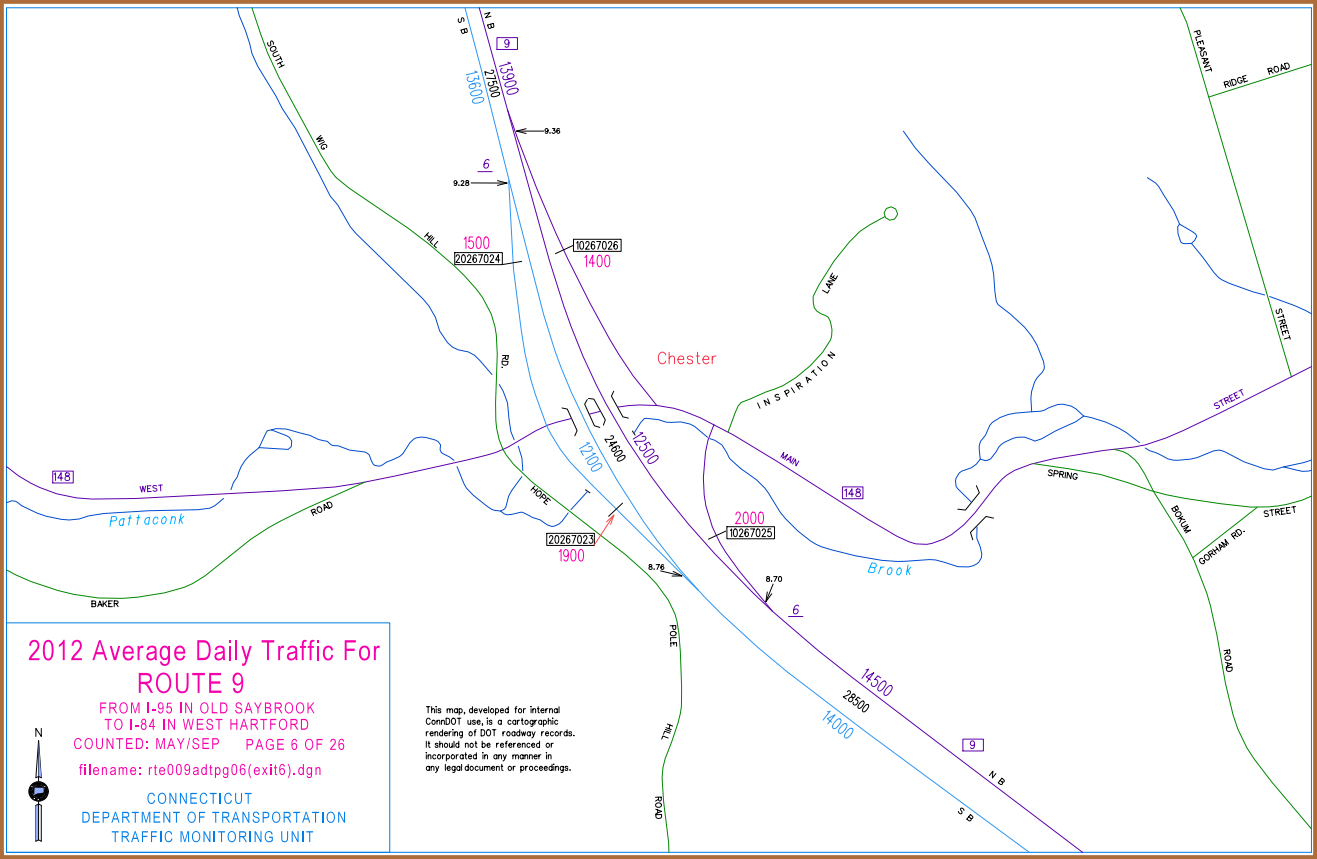 S B
N B
9
13600
27500
13900
9.36
6
9.28
1500
20267024
10267026
1400
SOUTH
WIG
HILL
RD.
PLEASANT
STREET
RIDGE ROAD
LANE
INSPIRATION
Chester
12100
24600
12500
148
WEST
Pattaconk
ROAD
BAKER
HOPE
20267023
1900
8.76
2000
10267025
8.70
6
MAIN
148
STREET
SPRING
STREET
BOKUM
GORHAM RD.
ROAD
Brook
POLE
HILL
ROAD
14500
28500
14000
9
N B
S B
2012 Average Daily Traffic For
ROUTE 9
FROM I-95 IN OLD SAYBROOK
TO I-84 IN WEST HARTFORD
COUNTED: MAY/SEP PAGE 6 OF 26
filename: rte009adtpg06(exit6).dgn
CONNECTICUT
DEPARTMENT OF TRANSPORTATION
TRAFFIC MONITORING UNIT
N
This map, developed for internal
ConnDOT use, is a cartographic
rendering of DOT roadway records.
It should not be referenced or
incorporated in any manner in
any legal document or proceedings.